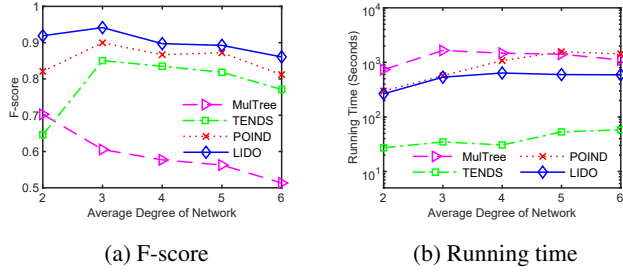 1
0.9
0.8
0.7
0.6
0.5
F-score
MulTree
TENDS
POIND
LIDO
2 3 4 5 6
Average Degree of Network
(a) F-score
10^4
10^3
10^2
10^1
Running Time (Seconds)
MulTree POIND
TENDS LIDO
2 3 4 5 6
Average Degree of Network
(b) Running time